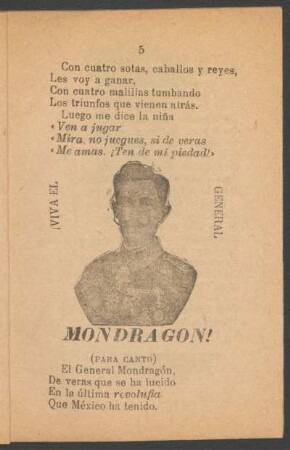 5
Con cuatro sotas, caballos y reyes,
Les voy a ganar,
Con cuatro malillas tumbando
Los triunfos que vienen atrás.
Luego me dice la niña
«Ven a jugar
«Mira, no juegues, si de veras
«Me amas. ¡Ten de mí piedad!»
¡VIVA EL
GENERAL
MONDRAGON!
(PARA CANTO)
El General Mondragón,
De veras que se ha lucido
En la última revolufia
Que México ha tenido.